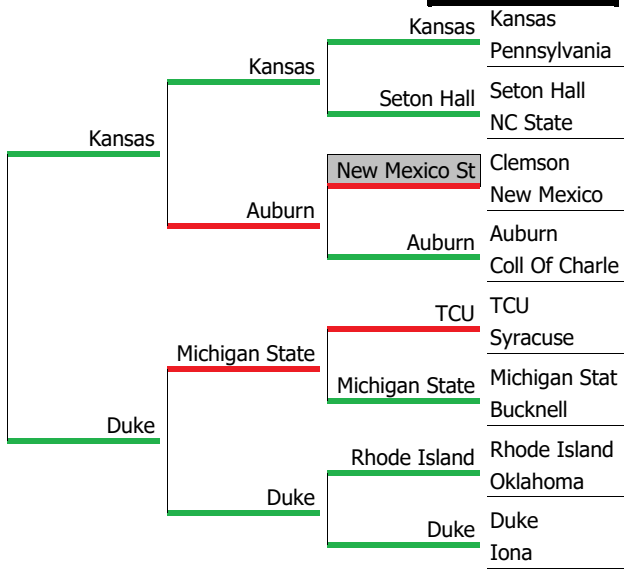 Kansas
Kansas
Pennsylvania
Kansas
Seton Hall
Seton Hall
NC State
Kansas
New Mexico St
Clemson
New Mexico
Auburn
Auburn
Auburn
Coll Of Charle
TCU
TCU
Syracuse
Michigan State
Michigan State
Michigan Stat
Bucknell
Duke
Rhode Island
Rhode Island
Oklahoma
Duke
Duke
Duke
Iona